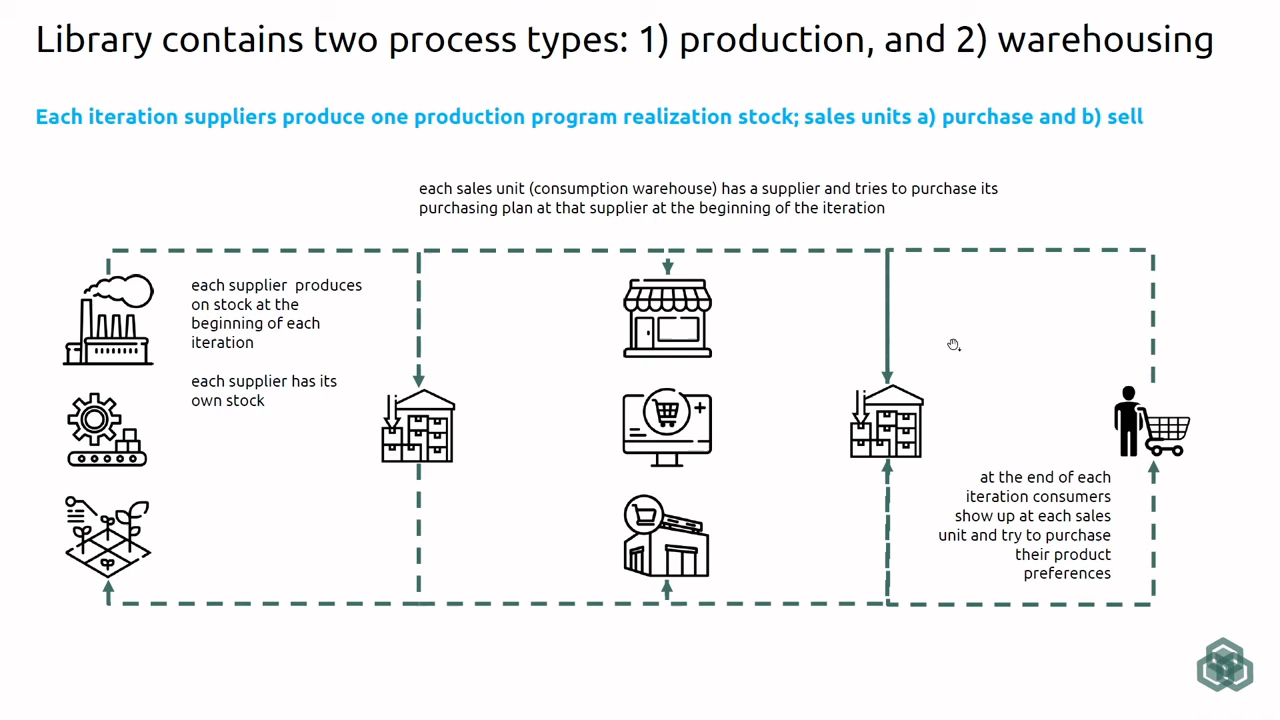 Library contains two process types: 1) production, and 2) warehousing
Each iteration suppliers produce one production program realization stock; sales units a) purchase and b) sell
each sales unit (consumption warehouse) has a supplier and tries to purchase its
purchasing plan at that supplier at the beginning of the iteration
each supplier  produces
on stock at the
beginning of each
iteration
each supplier has its
own stock
at the end of each
iteration consumers
show up at each sales
unit and try to purchase
their product
preferences